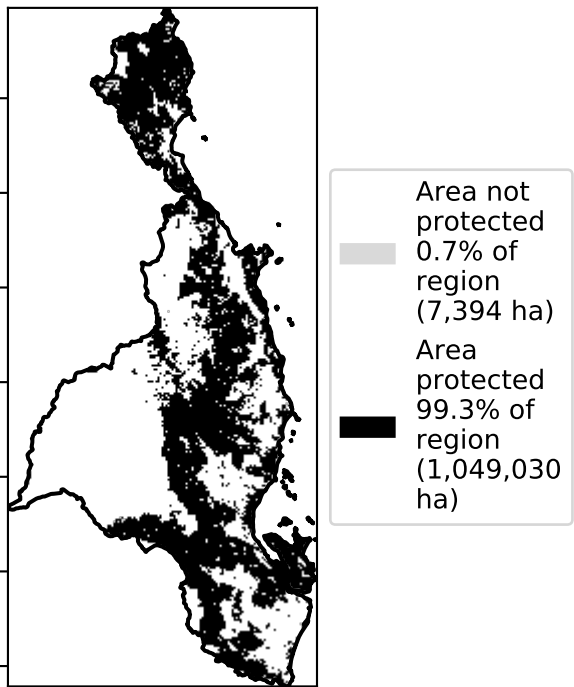 Area not
protected
0.7% of
region
(7,394 ha)
Area
protected
99.3% of
region
(1,049,030
ha)